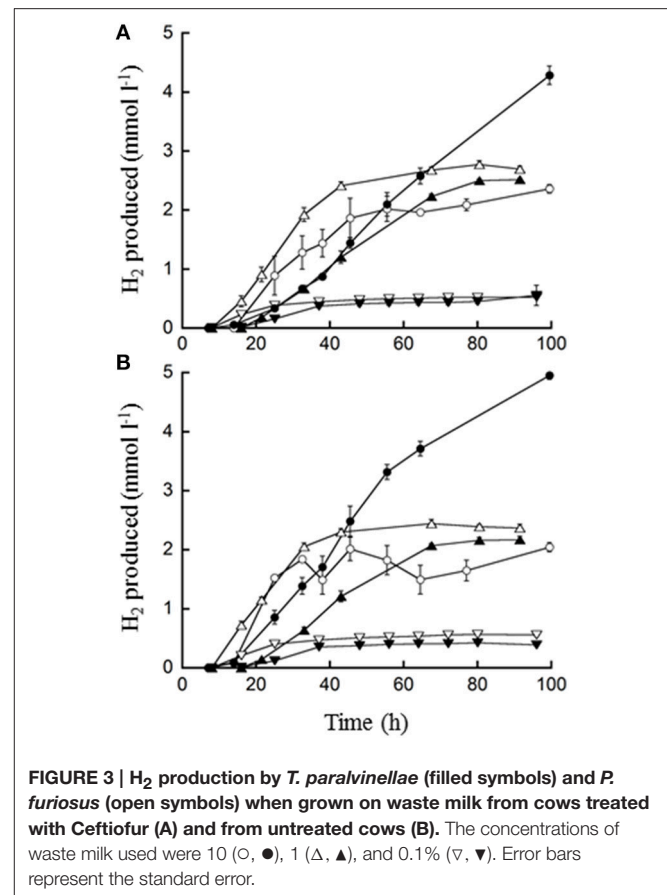 A
5
4
3
2
1
0
H₂ produced (mmol l⁻¹)
0 20 40 60 80 100
B
5
4
3
2
1
0
H₂ produced (mmol l⁻¹)
0 20 40 60 80 100
Time (h)
FIGURE 3 | H₂ production by T. paralvinellae (filled symbols) and P.
furiosus (open symbols) when grown on waste milk from cows treated
with Ceftiofur (A) and from untreated cows (B). The concentrations of
waste milk used were 10 (○, ●), 1 (△, ▲), and 0.1% (▽, ▼). Error bars
represent the standard error.